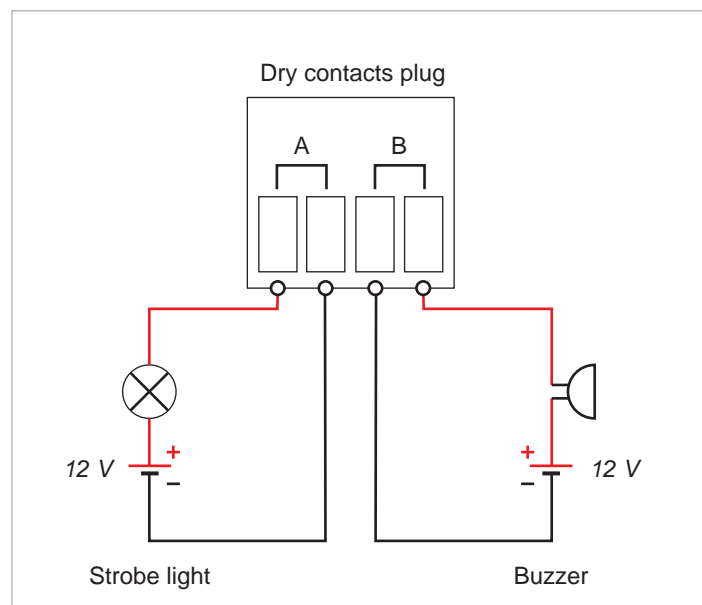 Dry contacts plug
A B
+ +
12 V 12 V
− −
Strobe light Buzzer